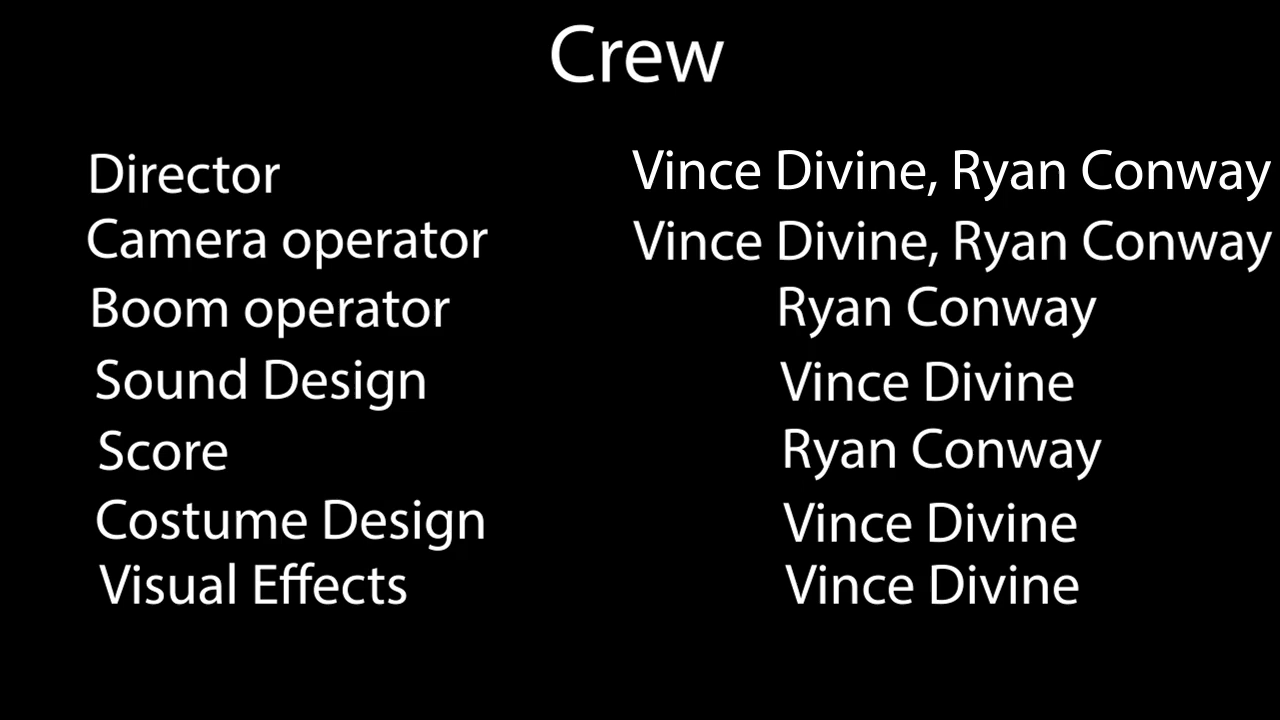 Crew
Director Vince Divine, Ryan Conway
Camera operator Vince Divine, Ryan Conway
Boom operator Ryan Conway
Sound Design Vince Divine
Score Ryan Conway
Costume Design Vince Divine
Visual Effects Vince Divine